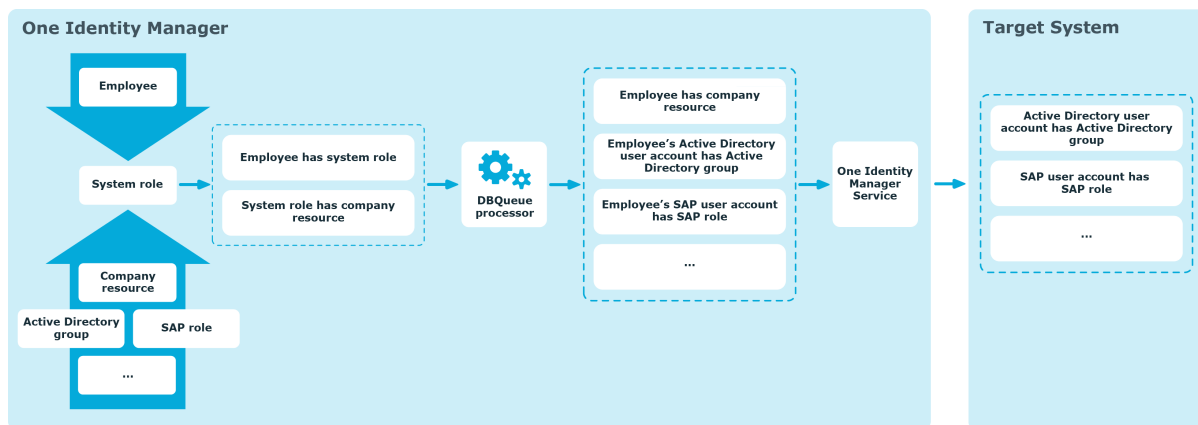 One Identity Manager
Target System
Employee
System role
Company
resource
Active Directory
group
SAP role
...
Employee has system role
System role has company
resource
DBQueue
processor
Employee has company
resource
Employee’s Active Directory
user account has Active
Directory group
Employee’s SAP user account
has SAP role
...
One Identity
Manager
Service
Active Directory user
account has Active Directory
group
SAP user account has
SAP role
...